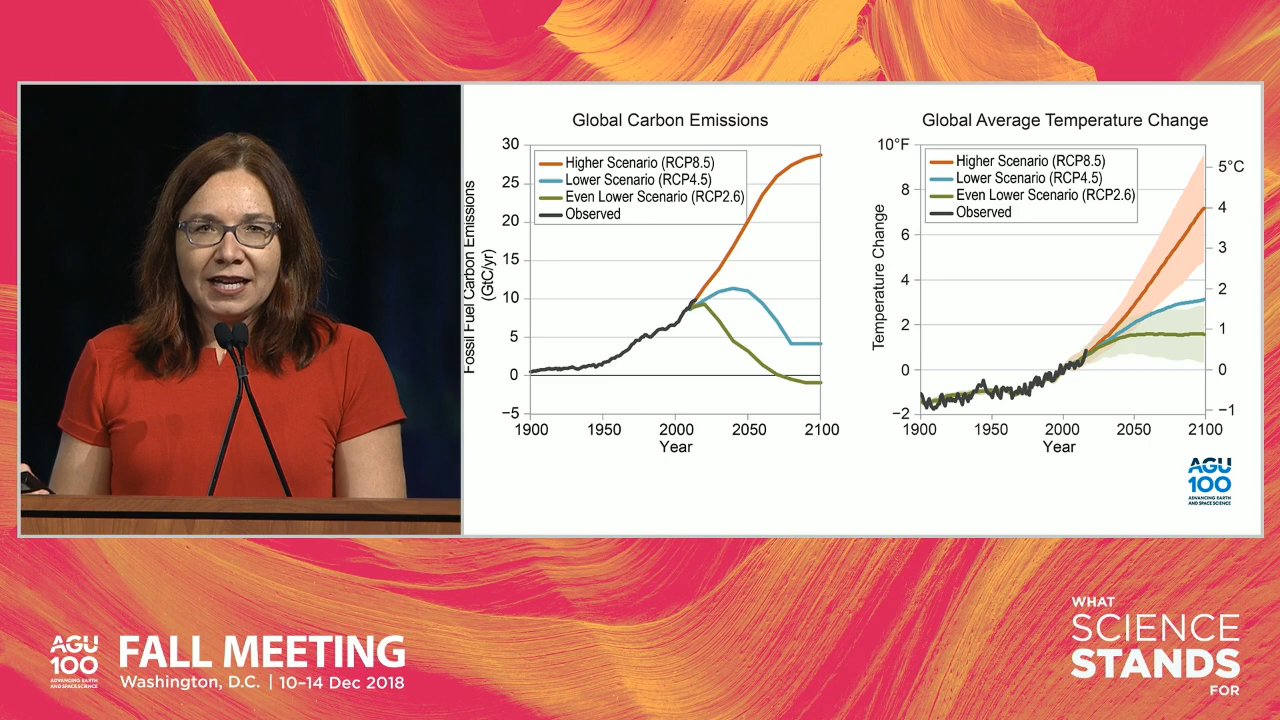 Global Carbon Emissions
30
25
20
15
10
5
0
−5
Fossil Fuel Carbon Emissions
(GtC/yr)
Higher Scenario (RCP8.5)
Lower Scenario (RCP4.5)
Even Lower Scenario (RCP2.6)
Observed
1900 1950 2000 2050 2100
Year
Global Average Temperature Change
10°F
8
6
4
2
0
−2
Temperature Change
Higher Scenario (RCP8.5)
Lower Scenario (RCP4.5)
Even Lower Scenario (RCP2.6)
Observed
5°C
4
3
2
1
0
−1
1900 1950 2000 2050 2100
Year
AGU
100
ADVANCING EARTH
AND SPACE SCIENCE
AGU
100
ADVANCING EARTH
AND SPACE SCIENCE
FALL MEETING
Washington, D.C. | 10–14 Dec 2018
WHAT
SCIENCE
STANDS
FOR